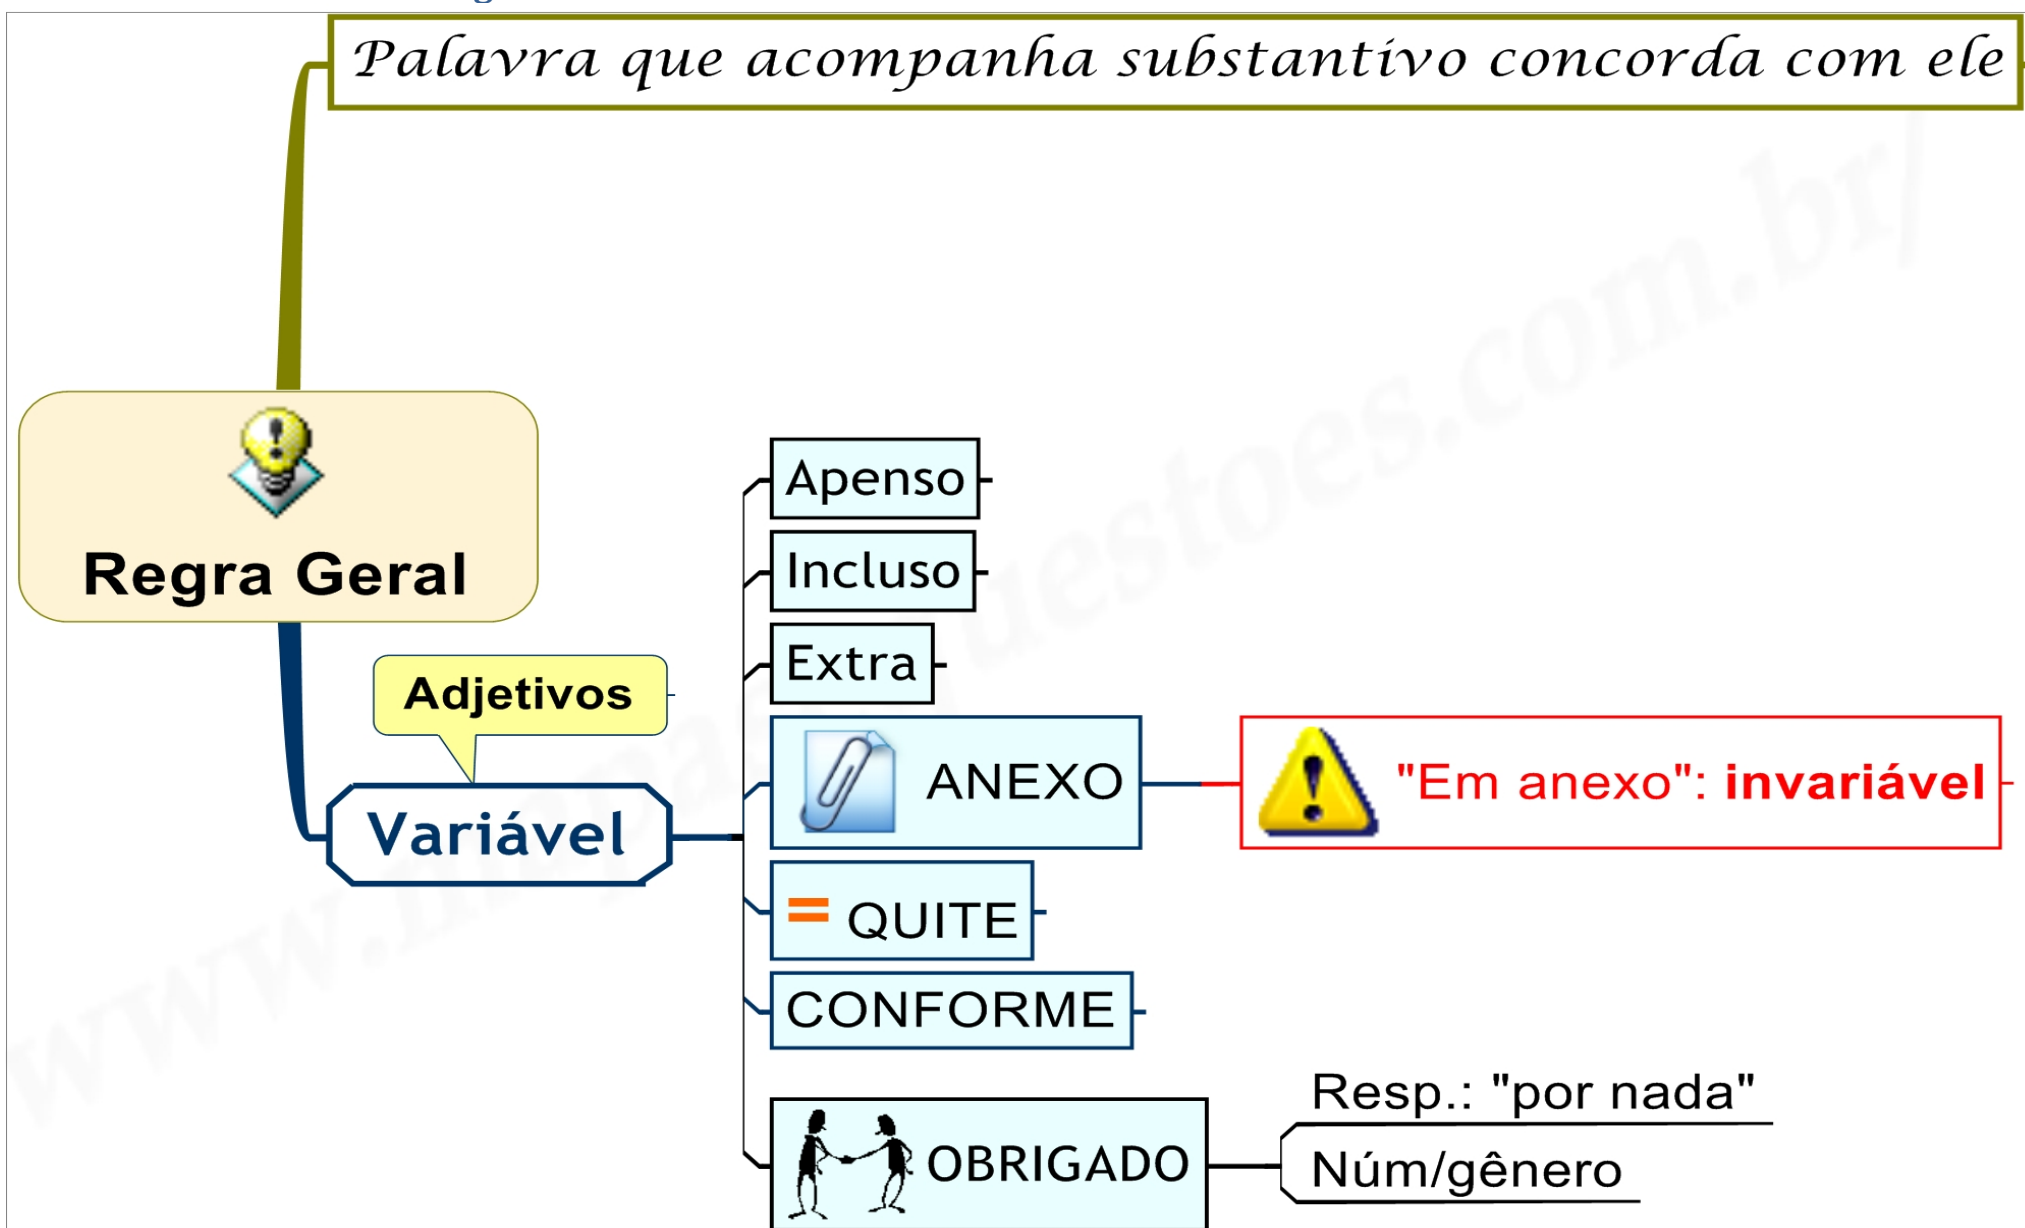 Palavra que acompanha substantivo concorda com ele
Regra Geral
Adjetivos
Variável
Apenso
Incluso
Extra
ANEXO
"Em anexo": invariável
= QUITE
CONFORME
OBRIGADO
Resp.: "por nada"
Núm/gênero